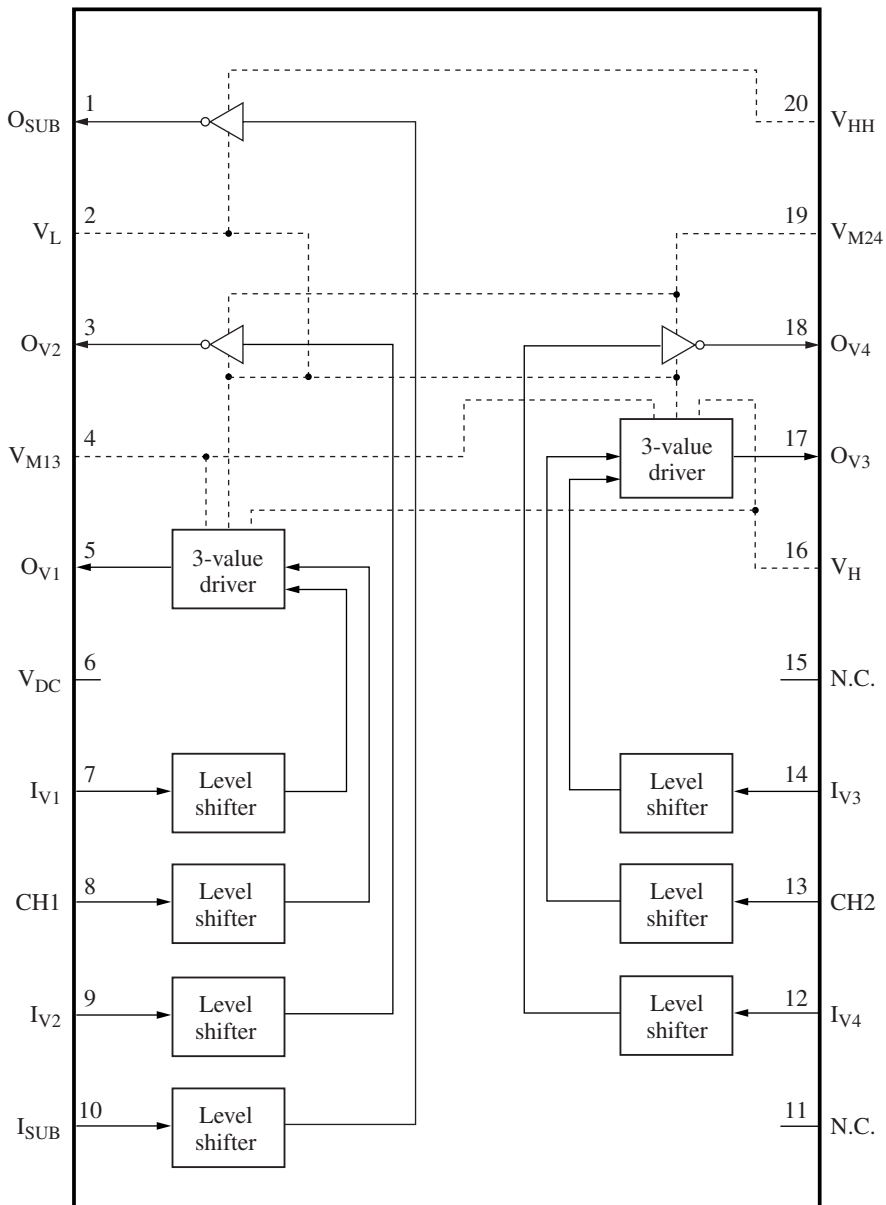 1
O_SUB
20
V_HH
2
V_L
19
V_M24
3
O_V2
18
O_V4
4
V_M13
3-value
driver
17
O_V3
5
O_V1
3-value
driver
16
V_H
6
V_DC
15
N.C.
7
I_V1
Level
shifter
Level
shifter
14
I_V3
8
CH1
Level
shifter
Level
shifter
13
CH2
9
I_V2
Level
shifter
Level
shifter
12
I_V4
10
I_SUB
Level
shifter
11
N.C.